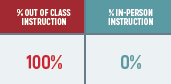 % OUT OF CLASS
INSTRUCTION
% IN-PERSON
INSTRUCTION
100%
0%